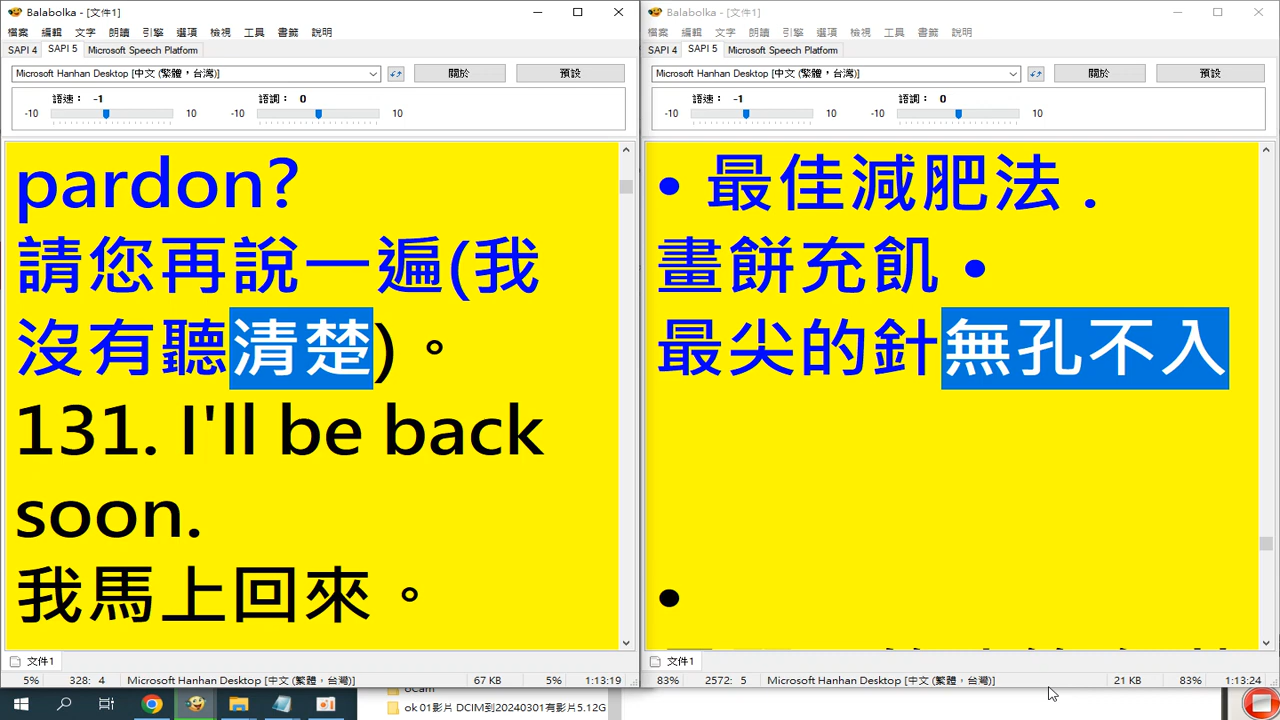 Balabolka - [文件1]
檔案 編輯 文字 朗讀 引擎 選項 檢視 工具 書籤 說明
SAPI 4 SAPI 5 Microsoft Speech Platform
Microsoft Hanhan Desktop [中文 (繁體，台灣)]
關於 預設
語速： -1 語調： 0
-10 10 -10 10
pardon?
請您再說一遍(我
沒有聽清楚)。
131. I'll be back
soon.
我馬上回來。
文件1
5% 328: 4 Microsoft Hanhan Desktop [中文 (繁體，台灣)] 67 KB 5% 1:13:19
Balabolka - [文件1]
檔案 編輯 文字 朗讀 引擎 選項 檢視 工具 書籤 說明
SAPI 4 SAPI 5 Microsoft Speech Platform
Microsoft Hanhan Desktop [中文 (繁體，台灣)]
關於 預設
語速： -1 語調： 0
-10 10 -10 10
• 最佳減肥法 .
畫餅充飢 •
最尖的針無孔不入
•
文件1
83% 2572: 5 Microsoft Hanhan Desktop [中文 (繁體，台灣)] 21 KB 83% 1:13:24
oCam
ok 01影片 DCIM到20240301有影片5.12G